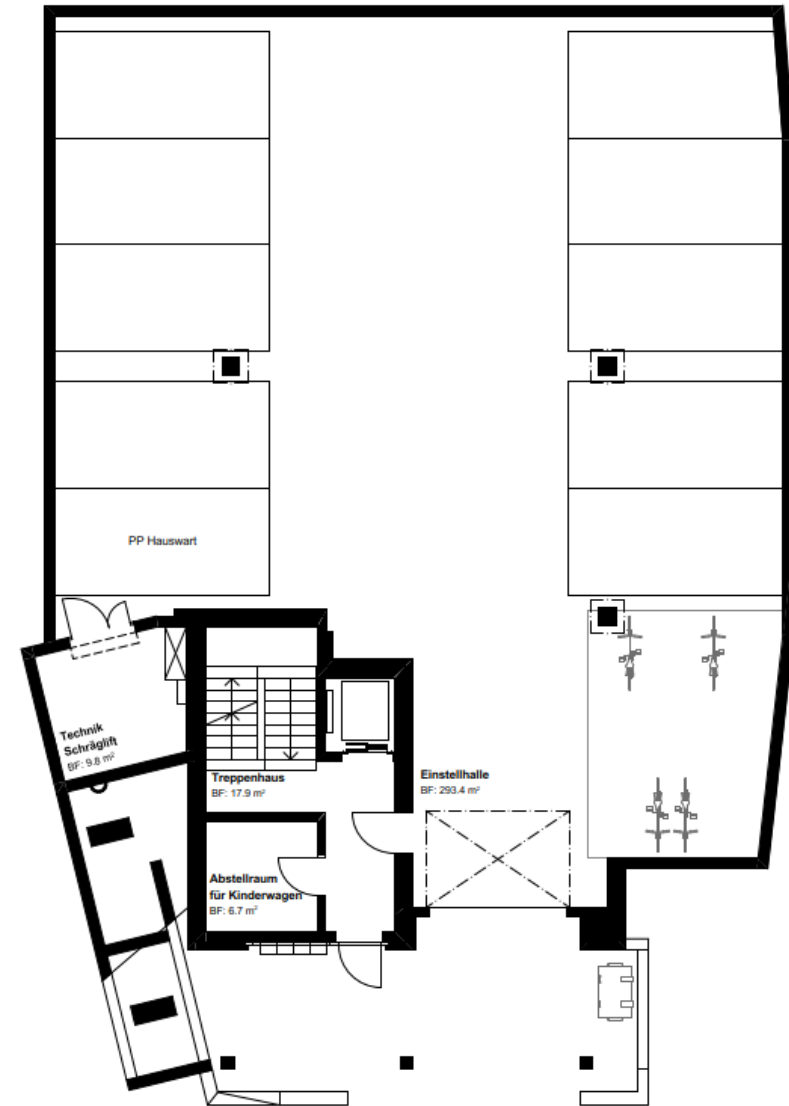 PP Hauswart
Technik
Schräglift
BF: 9.8 m²
Treppenhaus
BF: 17.9 m²
Einstellhalle
BF: 293.4 m²
Abstellraum
für Kinderwagen
BF: 6.7 m²